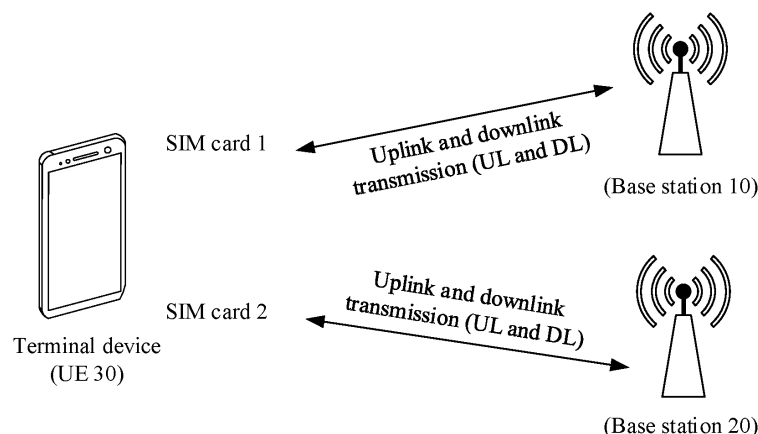 SIM card 1
Uplink and downlink
transmission (UL and DL)
(Base station 10)
SIM card 2
Uplink and downlink
transmission (UL and DL)
Terminal device
(UE 30)
(Base station 20)